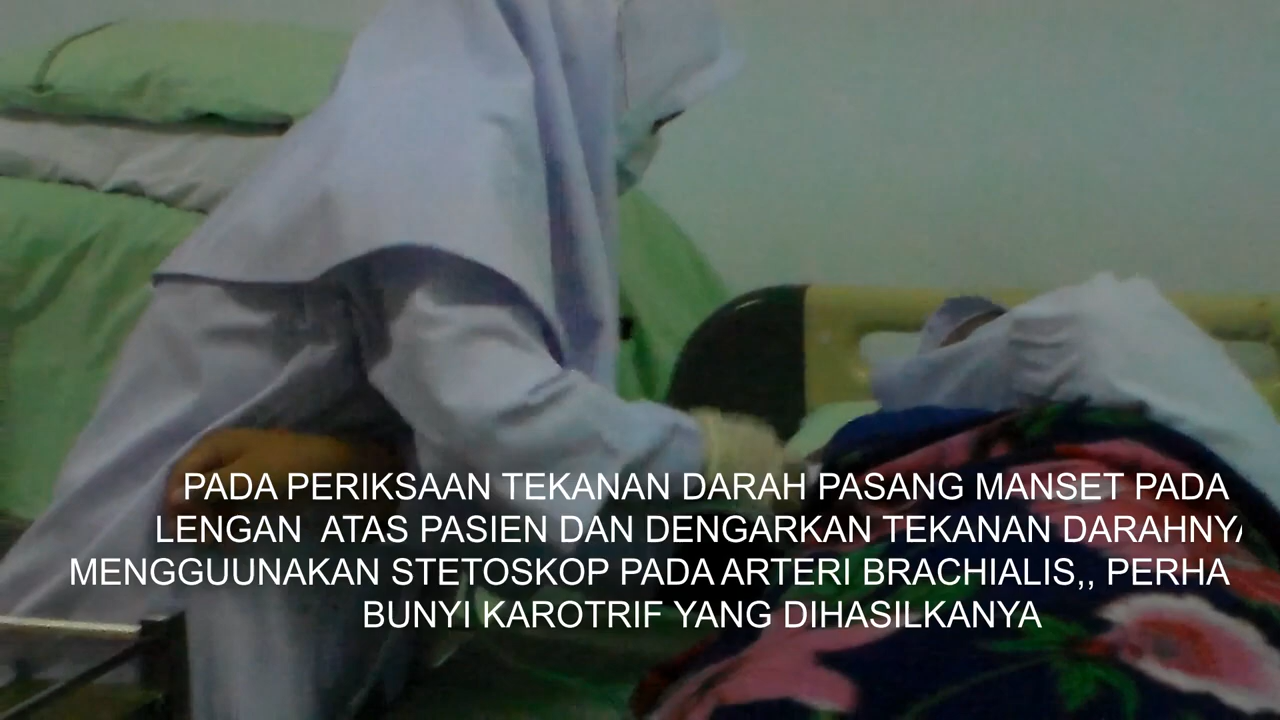 PADA PERIKSAAN TEKANAN DARAH PASANG MANSET PADA
LENGAN ATAS PASIEN DAN DENGARKAN TEKANAN DARAHNYA
MENGGUUNAKAN STETOSKOP PADA ARTERI BRACHIALIS,, PERHA
BUNYI KAROTRIF YANG DIHASILKANYA